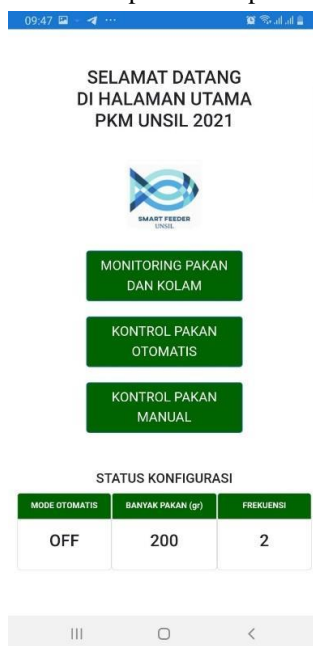 09:47
SELAMAT DATANG
DI HALAMAN UTAMA
PKM UNSIL 2021
SMART FEEDER
UNSIL
MONITORING PAKAN
DAN KOLAM
KONTROL PAKAN
OTOMATIS
KONTROL PAKAN
MANUAL
STATUS KONFIGURASI
MODE OTOMATIS BANYAK PAKAN (gr) FREKUENSI
OFF 200 2